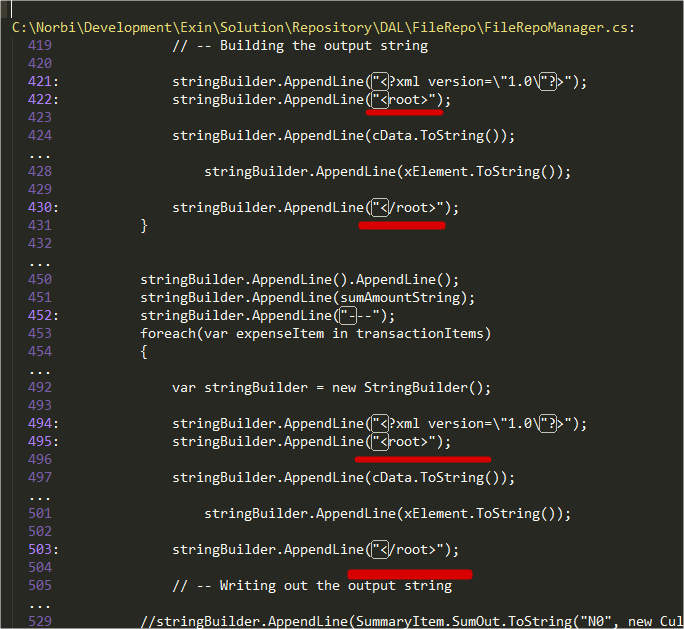 C:\Norbi\Development\Exin\Solution\Repository\DAL\FileRepo\FileRepoManager.cs:
419 // -- Building the output string
420
421: stringBuilder.AppendLine("<?xml version=\"1.0\"?>");
422: stringBuilder.AppendLine("<root>");
423
424 stringBuilder.AppendLine(cData.ToString());
...
428 stringBuilder.AppendLine(xElement.ToString());
429
430: stringBuilder.AppendLine("</root>");
431 }
432
...
450 stringBuilder.AppendLine().AppendLine();
451 stringBuilder.AppendLine(sumAmountString);
452: stringBuilder.AppendLine("---");
453 foreach(var expenseItem in transactionItems)
454 {
...
492 var stringBuilder = new StringBuilder();
493
494: stringBuilder.AppendLine("<?xml version=\"1.0\"?>");
495: stringBuilder.AppendLine("<root>");
496
497 stringBuilder.AppendLine(cData.ToString());
...
501 stringBuilder.AppendLine(xElement.ToString());
502
503: stringBuilder.AppendLine("</root>");
504
505 // -- Writing out the output string
...
529 //stringBuilder.AppendLine(SummaryItem.SumOut.ToString("N0", new Cul